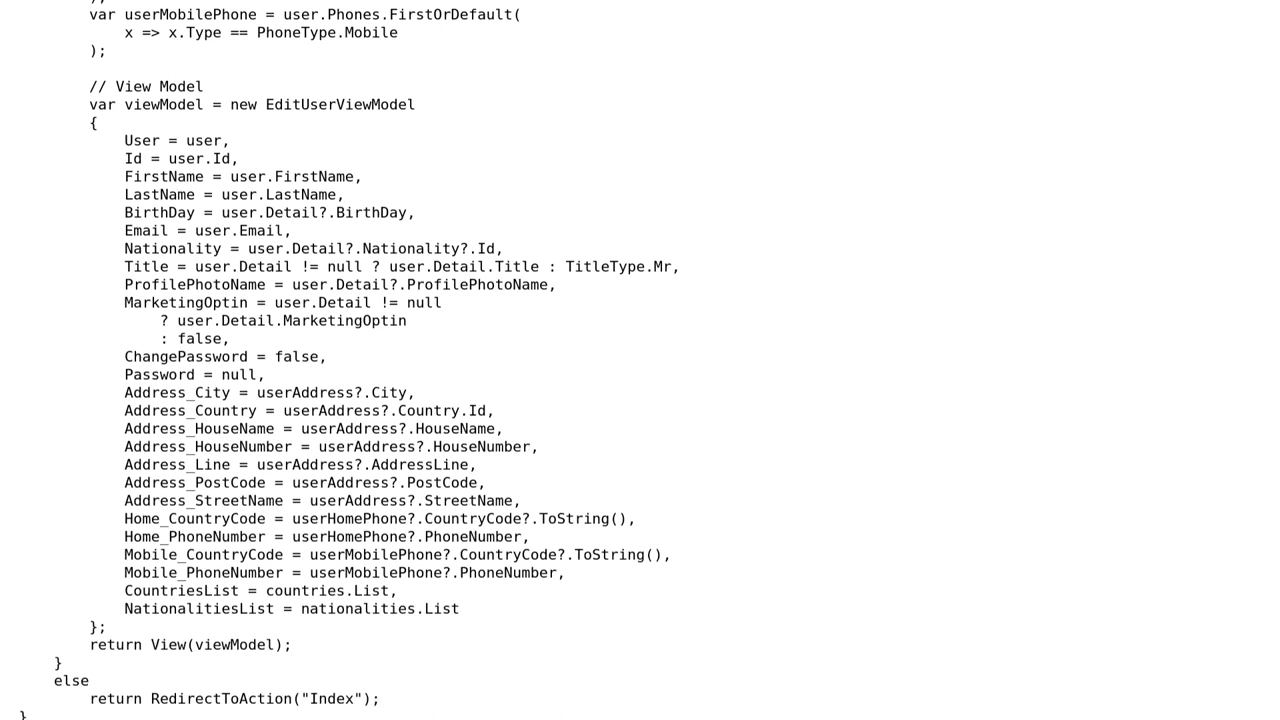 );
var userMobilePhone = user.Phones.FirstOrDefault(
x => x.Type == PhoneType.Mobile
);
// View Model
var viewModel = new EditUserViewModel
{
User = user,
Id = user.Id,
FirstName = user.FirstName,
LastName = user.LastName,
BirthDay = user.Detail?.BirthDay,
Email = user.Email,
Nationality = user.Detail?.Nationality?.Id,
Title = user.Detail != null ? user.Detail.Title : TitleType.Mr,
ProfilePhotoName = user.Detail?.ProfilePhotoName,
MarketingOptin = user.Detail != null
? user.Detail.MarketingOptin
: false,
ChangePassword = false,
Password = null,
Address_City = userAddress?.City,
Address_Country = userAddress?.Country.Id,
Address_HouseName = userAddress?.HouseName,
Address_HouseNumber = userAddress?.HouseNumber,
Address_Line = userAddress?.AddressLine,
Address_PostCode = userAddress?.PostCode,
Address_StreetName = userAddress?.StreetName,
Home_CountryCode = userHomePhone?.CountryCode?.ToString(),
Home_PhoneNumber = userHomePhone?.PhoneNumber,
Mobile_CountryCode = userMobilePhone?.CountryCode?.ToString(),
Mobile_PhoneNumber = userMobilePhone?.PhoneNumber,
CountriesList = countries.List,
NationalitiesList = nationalities.List
};
return View(viewModel);
}
else
return RedirectToAction("Index");
}